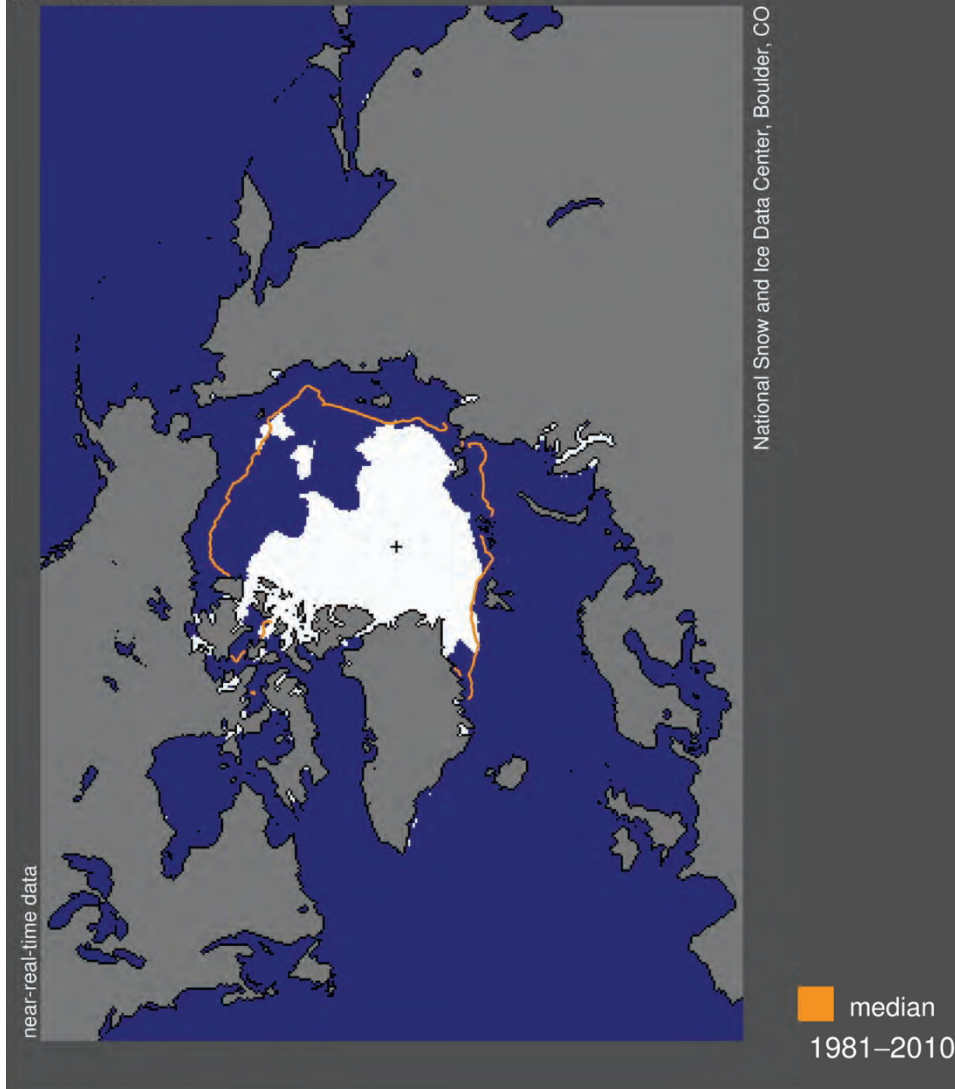 near-real-time data
National Snow and Ice Data Center, Boulder, CO
median
1981–2010